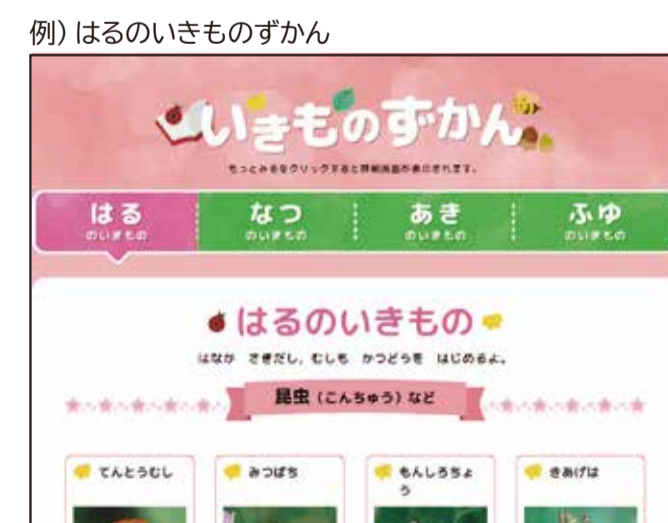 例）はるのいきものずかん
いきものずかん
もっとみるをクリックすると詳細画面が表示されます。
はる なつ あき ふゆ
のいきもの のいきもの のいきもの のいきもの
はるのいきもの
はなが さきだし、むしも かつどうを はじめるよ。
昆虫（こんちゅう）など
てんとうむし みつばち もんしろちょ きあげは
う